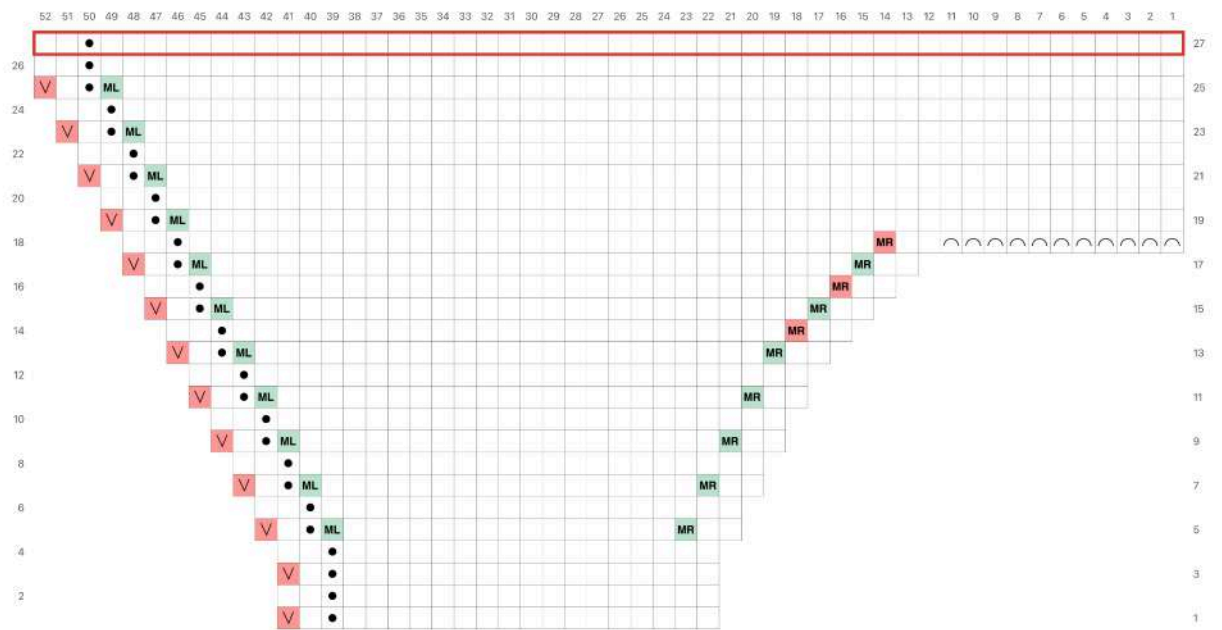 52 51 50 49 48 47 46 45 44 43 42 41 40 39 38 37 36 35 34 33 32 31 30 29 28 27 26 25 24 23 22 21 20 19 18 17 16 15 14 13 12 11 10 9 8 7 6 5 4 3 2 1
27
26
V ML 25
24
V ML 23
22
V ML 21
20
V ML 19
18 MR
V ML MR 17
16 MR
V ML MR 15
14 MR
V ML MR 13
12
V ML MR 11
10
V ML MR 9
8
V ML MR 7
6
V ML MR 5
4
V 3
2
V 1